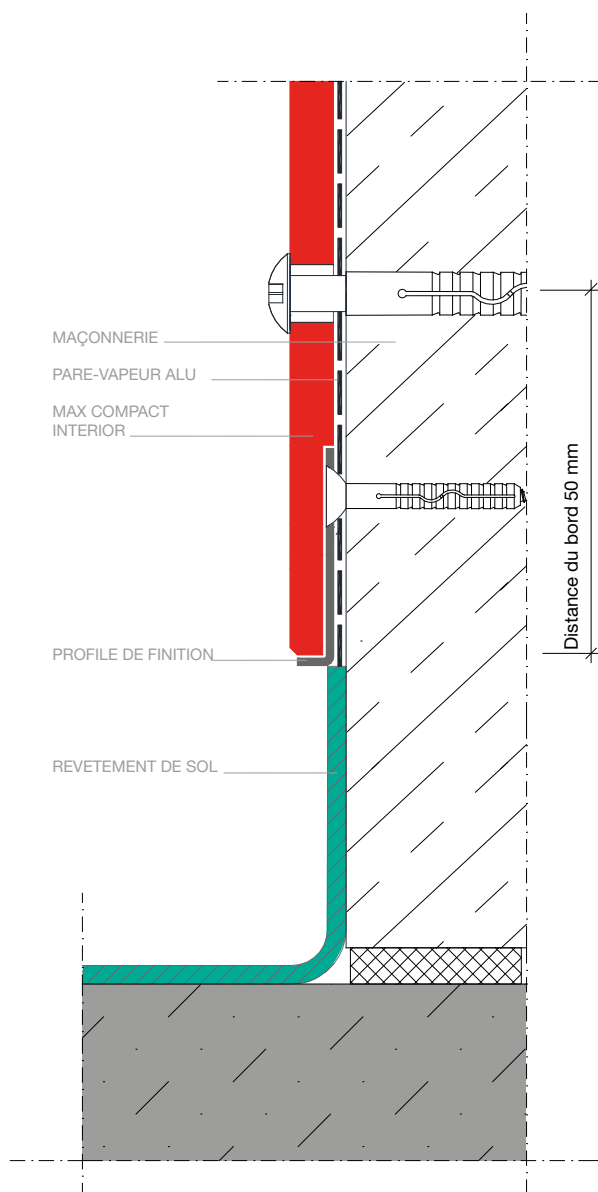 MAÇONNERIE
PARE-VAPEUR ALU
MAX COMPACT
INTERIOR
PROFILE DE FINITION
REVETEMENT DE SOL
Distance du bord 50 mm